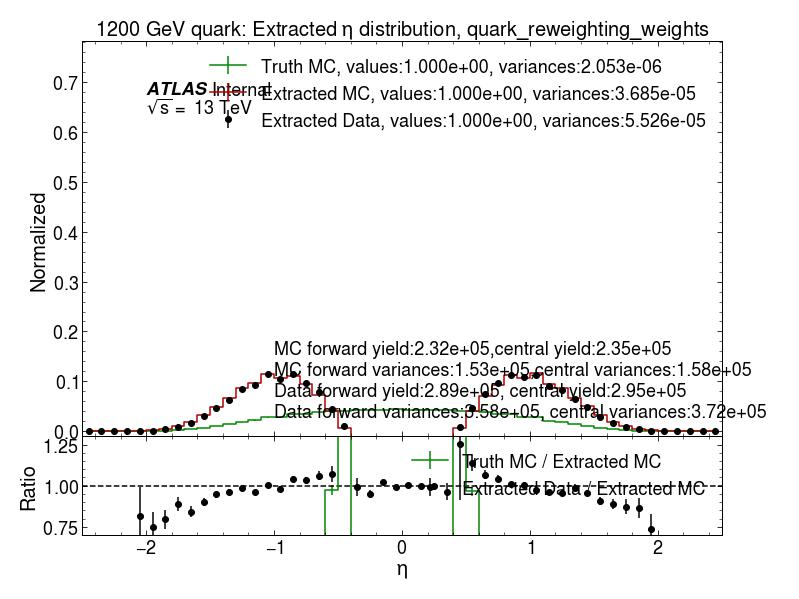 1200 GeV quark: Extracted η distribution, quark_reweighting_weights
Truth MC, values:1.000e+00, variances:2.053e-06
ATLAS Internal
Extracted MC, values:1.000e+00, variances:3.685e-05
√s = 13 TeV
Extracted Data, values:1.000e+00, variances:5.526e-05
0.7
0.6
0.5
0.4
0.3
0.2
0.1
0.0
Normalized
MC forward yield:2.32e+05,central yield:2.35e+05
MC forward variances:1.53e+05,central variances:1.58e+05
Data forward yield:2.89e+05, central yield:2.95e+05
Data forward variances:3.58e+05, central variances:3.72e+05
1.25
1.00
0.75
Ratio
Truth MC / Extracted MC
Extracted Data / Extracted MC
−2
−1
0
1
2
η